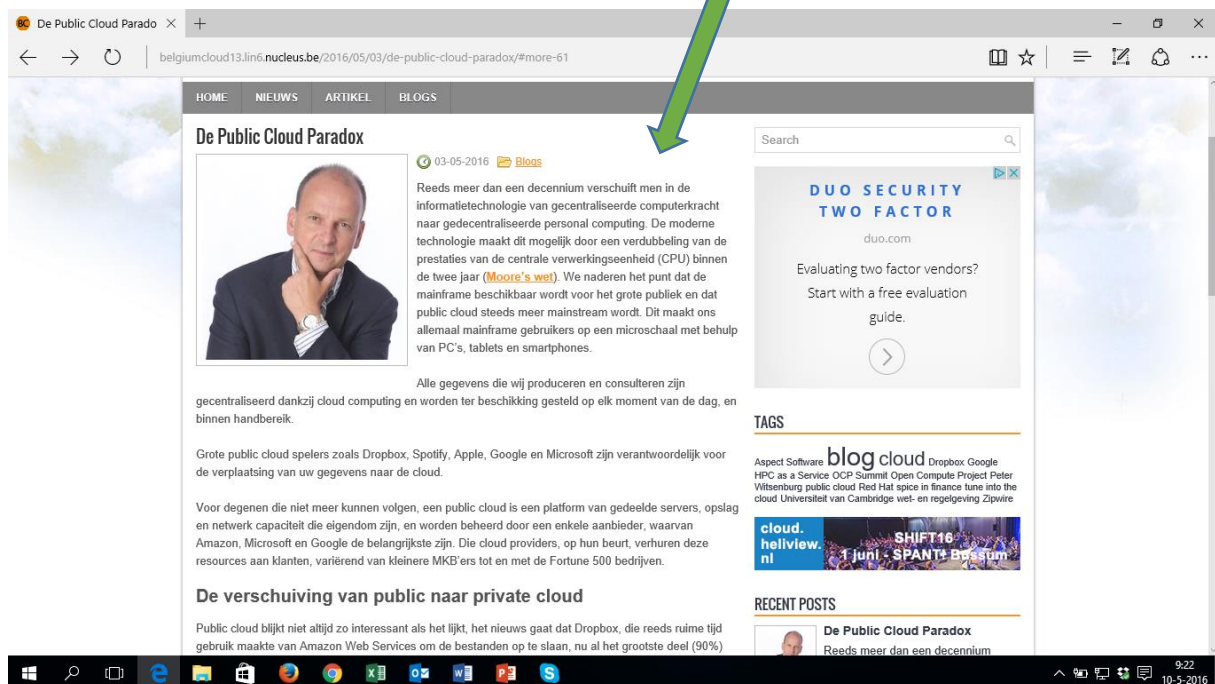 De Public Cloud Parado
belgiumcloud13.lin6.nucleus.be/2016/05/03/de-public-cloud-paradox/#more-61
HOME NIEUWS ARTIKEL BLOGS
De Public Cloud Paradox
03-05-2016 Blogs
Reeds meer dan een decennium verschuift men in de
informatietechnologie van gecentraliseerde computerkracht
naar gedecentraliseerde personal computing. De moderne
technologie maakt dit mogelijk door een verdubbeling van de
prestaties van de centrale verwerkingseenheid (CPU) binnen
de twee jaar (Moore's wet). We naderen het punt dat de
mainframe beschikbaar wordt voor het grote publiek en dat
public cloud steeds meer mainstream wordt. Dit maakt ons
allemaal mainframe gebruikers op een microschaal met behulp
van PC's, tablets en smartphones.
Alle gegevens die wij produceren en consulteren zijn
gecentraliseerd dankzij cloud computing en worden ter beschikking gesteld op elk moment van de dag, en
binnen handbereik.
Grote public cloud spelers zoals Dropbox, Spotify, Apple, Google en Microsoft zijn verantwoordelijk voor
de verplaatsing van uw gegevens naar de cloud.
Voor degenen die niet meer kunnen volgen, een public cloud is een platform van gedeelde servers, opslag
en netwerk capaciteit die eigendom zijn, en worden beheerd door een enkele aanbieder, waarvan
Amazon, Microsoft en Google de belangrijkste zijn. Die cloud providers, op hun beurt, verhuren deze
resources aan klanten, variërend van kleinere MKB'ers tot en met de Fortune 500 bedrijven.
De verschuiving van public naar private cloud
Public cloud blijkt niet altijd zo interessant als het lijkt, het nieuws gaat dat Dropbox, die reeds ruime tijd
gebruik maakte van Amazon Web Services om de bestanden op te slaan, nu al het grootste deel (90%)
Search
DUO SECURITY
TWO FACTOR
duo.com
Evaluating two factor vendors?
Start with a free evaluation
guide.
TAGS
Aspect Software blog cloud Dropbox Google
HPC as a Service OCP Summit Open Compute Project Peter
Witsenburg public cloud Red Hat spice in finance tune into the
cloud Universiteit van Cambridge wet- en regelgeving Zipwire
cloud.
heliview.
nl
SHIFT16
1 juni - SPANT! Bussum
RECENT POSTS
De Public Cloud Paradox
Reeds meer dan een decennium
9:22
10-5-2016